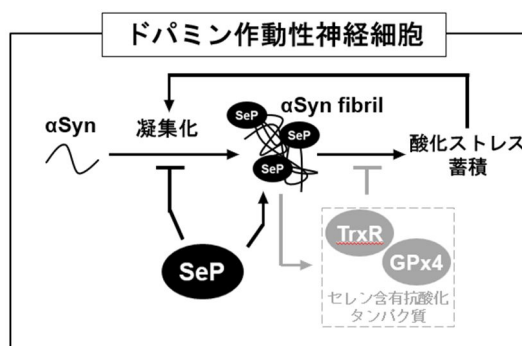 ドパミン作動性神経細胞
αSyn
凝集化
αSyn fibril
SeP
SeP
SeP
酸化ストレス
蓄積
SeP
TrxR
GPx4
セレン含有抗酸化
タンパク質